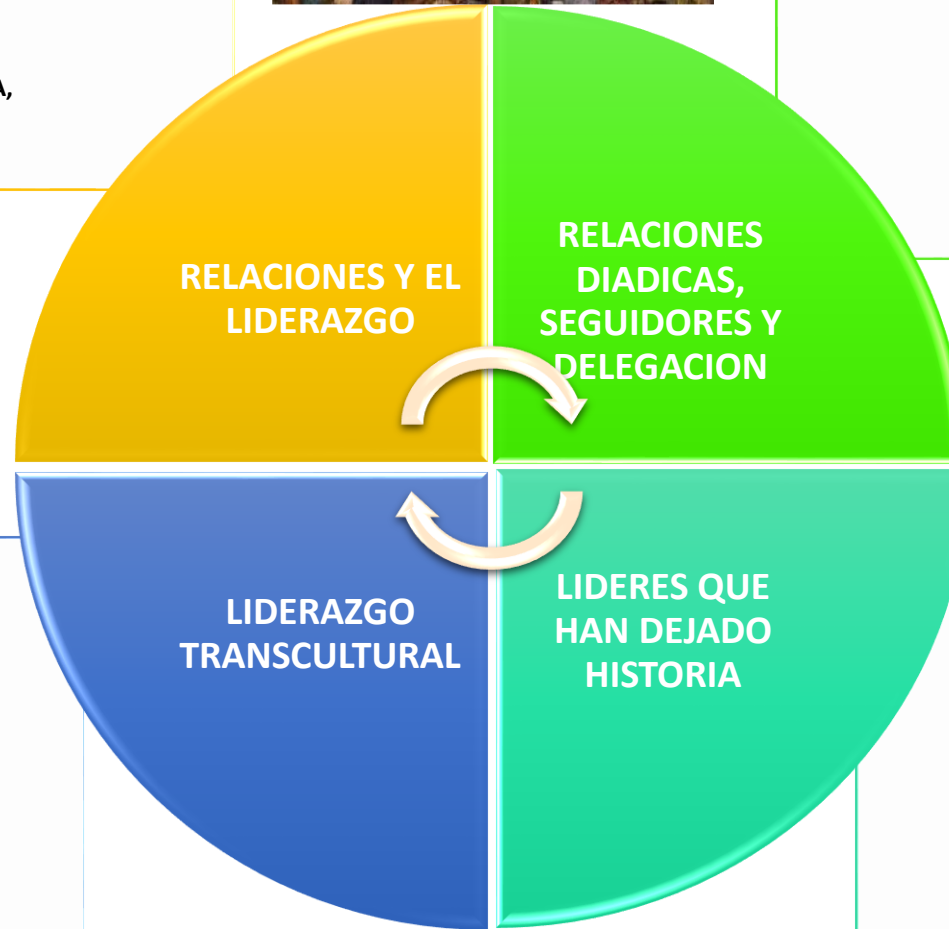 A,
RELACIONES Y EL
LIDERAZGO
RELACIONES
DIADICAS,
SEGUIDORES Y
DELEGACION
LIDERAZGO
TRANSCULTURAL
LIDERES QUE
HAN DEJADO
HISTORIA